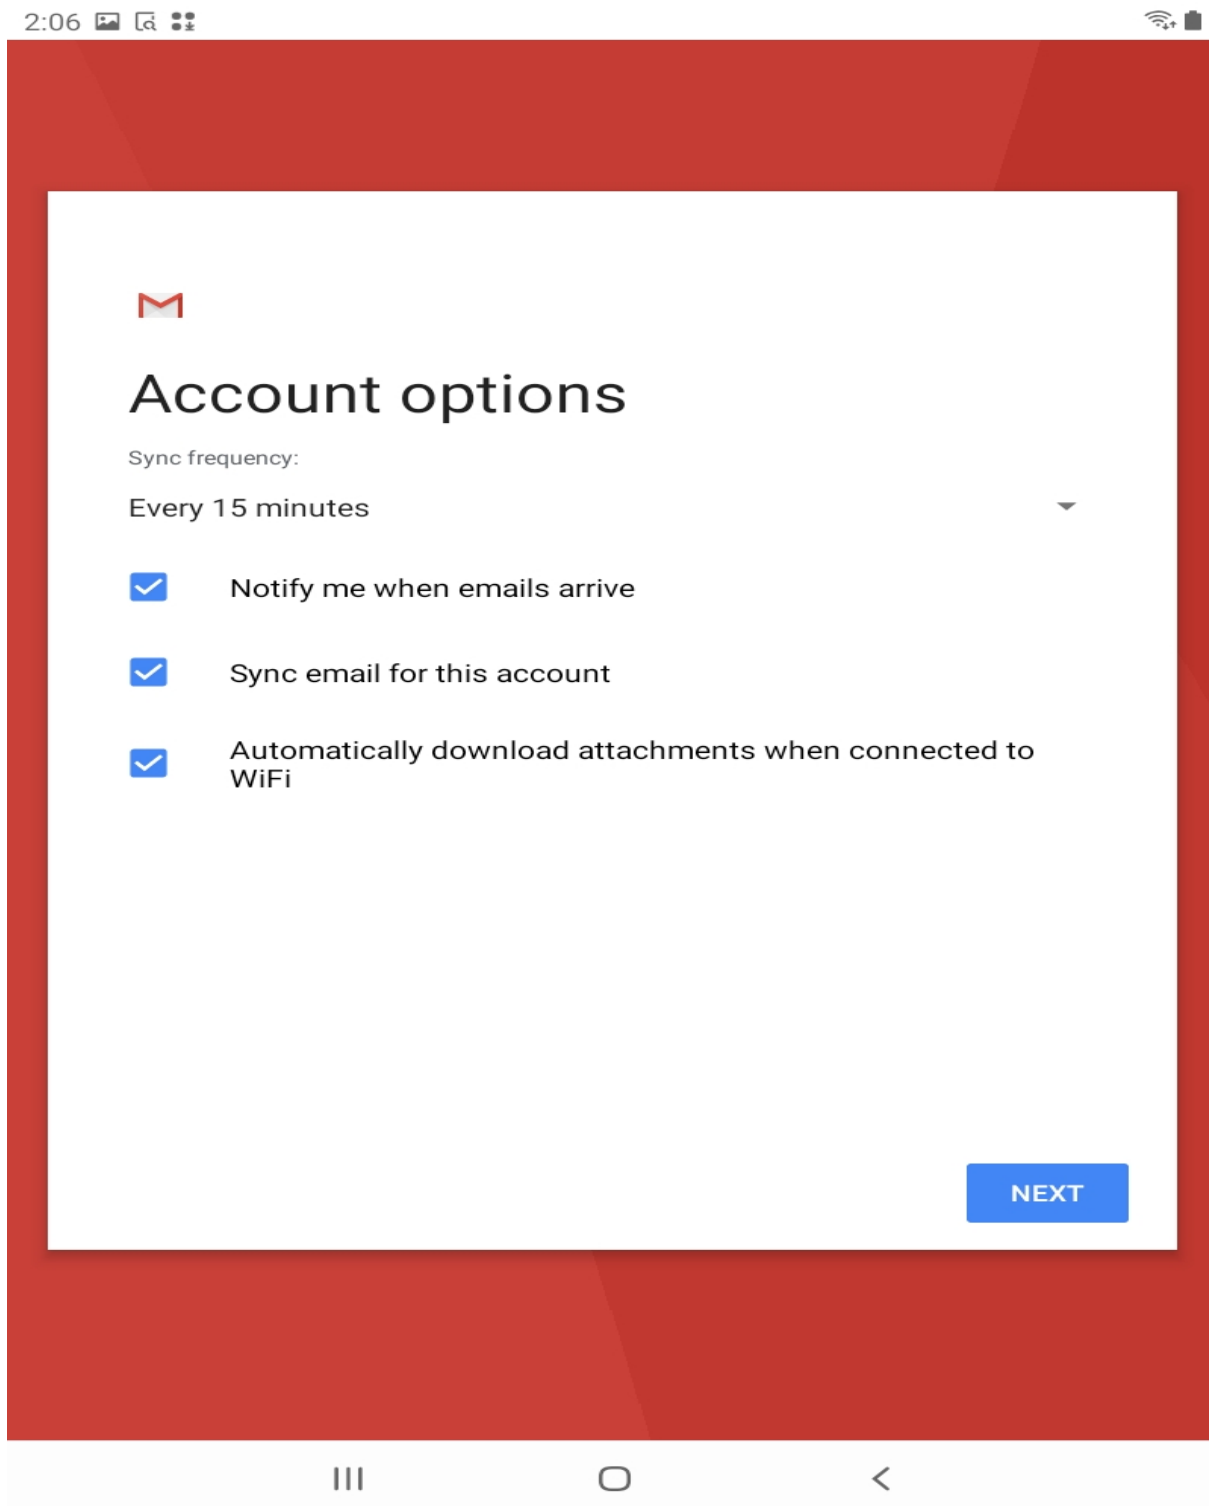 2:06
Account options
Sync frequency:
Every 15 minutes
Notify me when emails arrive
Sync email for this account
Automatically download attachments when connected to
WiFi
NEXT